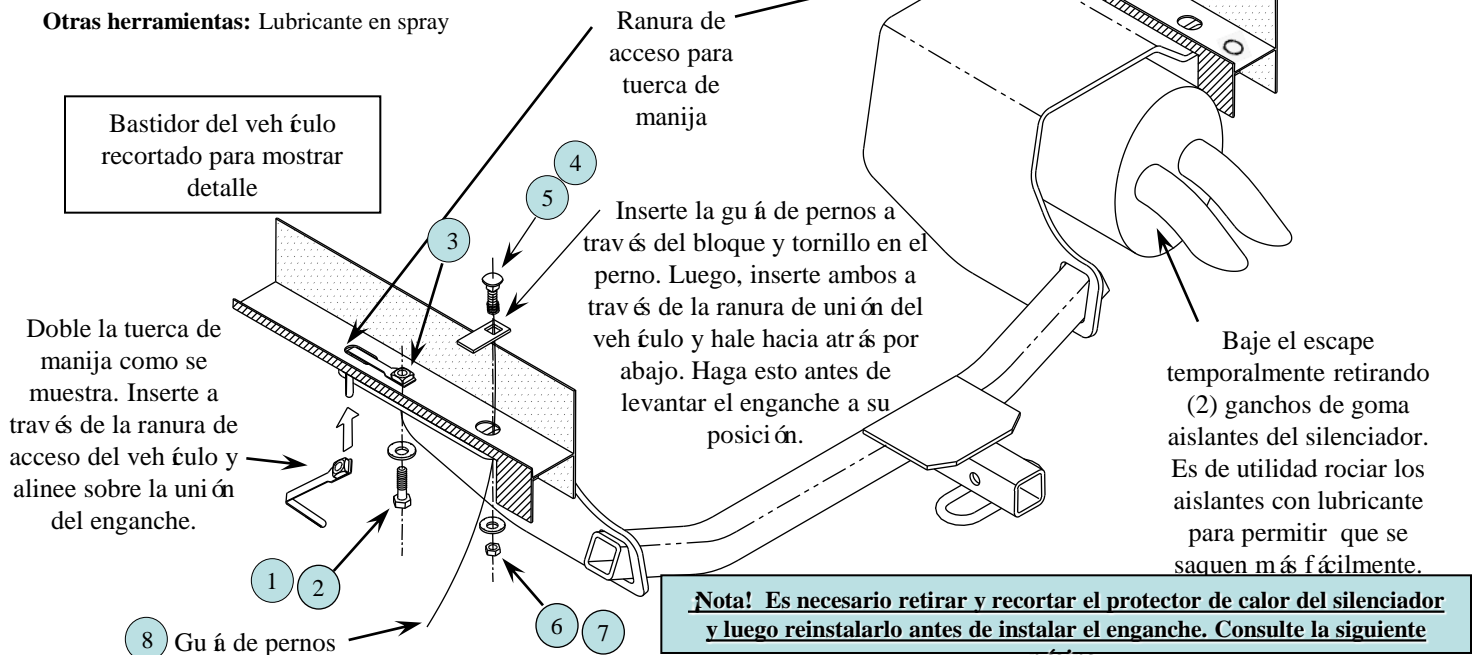 Otras herramientas: Lubricante en spray
Ranura de
acceso para
tuerca de
manija
Bastidor del vehículo
recortado para mostrar
detalle
4
5
3
Inserte la guía de pernos a
través del bloque y tornillo en el
perno. Luego, inserte ambos a
través de la ranura de unión del
vehículo y hale hacia atrás por
abajo. Haga esto antes de
levantar el enganche a su
posición.
Doble la tuerca de
manija como se
muestra. Inserte a
través de la ranura de
acceso del vehículo y
alinee sobre la unión
del enganche.
Baje el escape
temporalmente retirando
(2) ganchos de goma
aislantes del silenciador.
Es de utilidad rociar los
aislantes con lubricante
para permitir que se
saquen más fácilmente.
1
2
6
7
8 Guía de pernos
¡Nota! Es necesario retirar y recortar el protector de calor del silenciador
y luego reinstalarlo antes de instalar el enganche. Consulte la siguiente